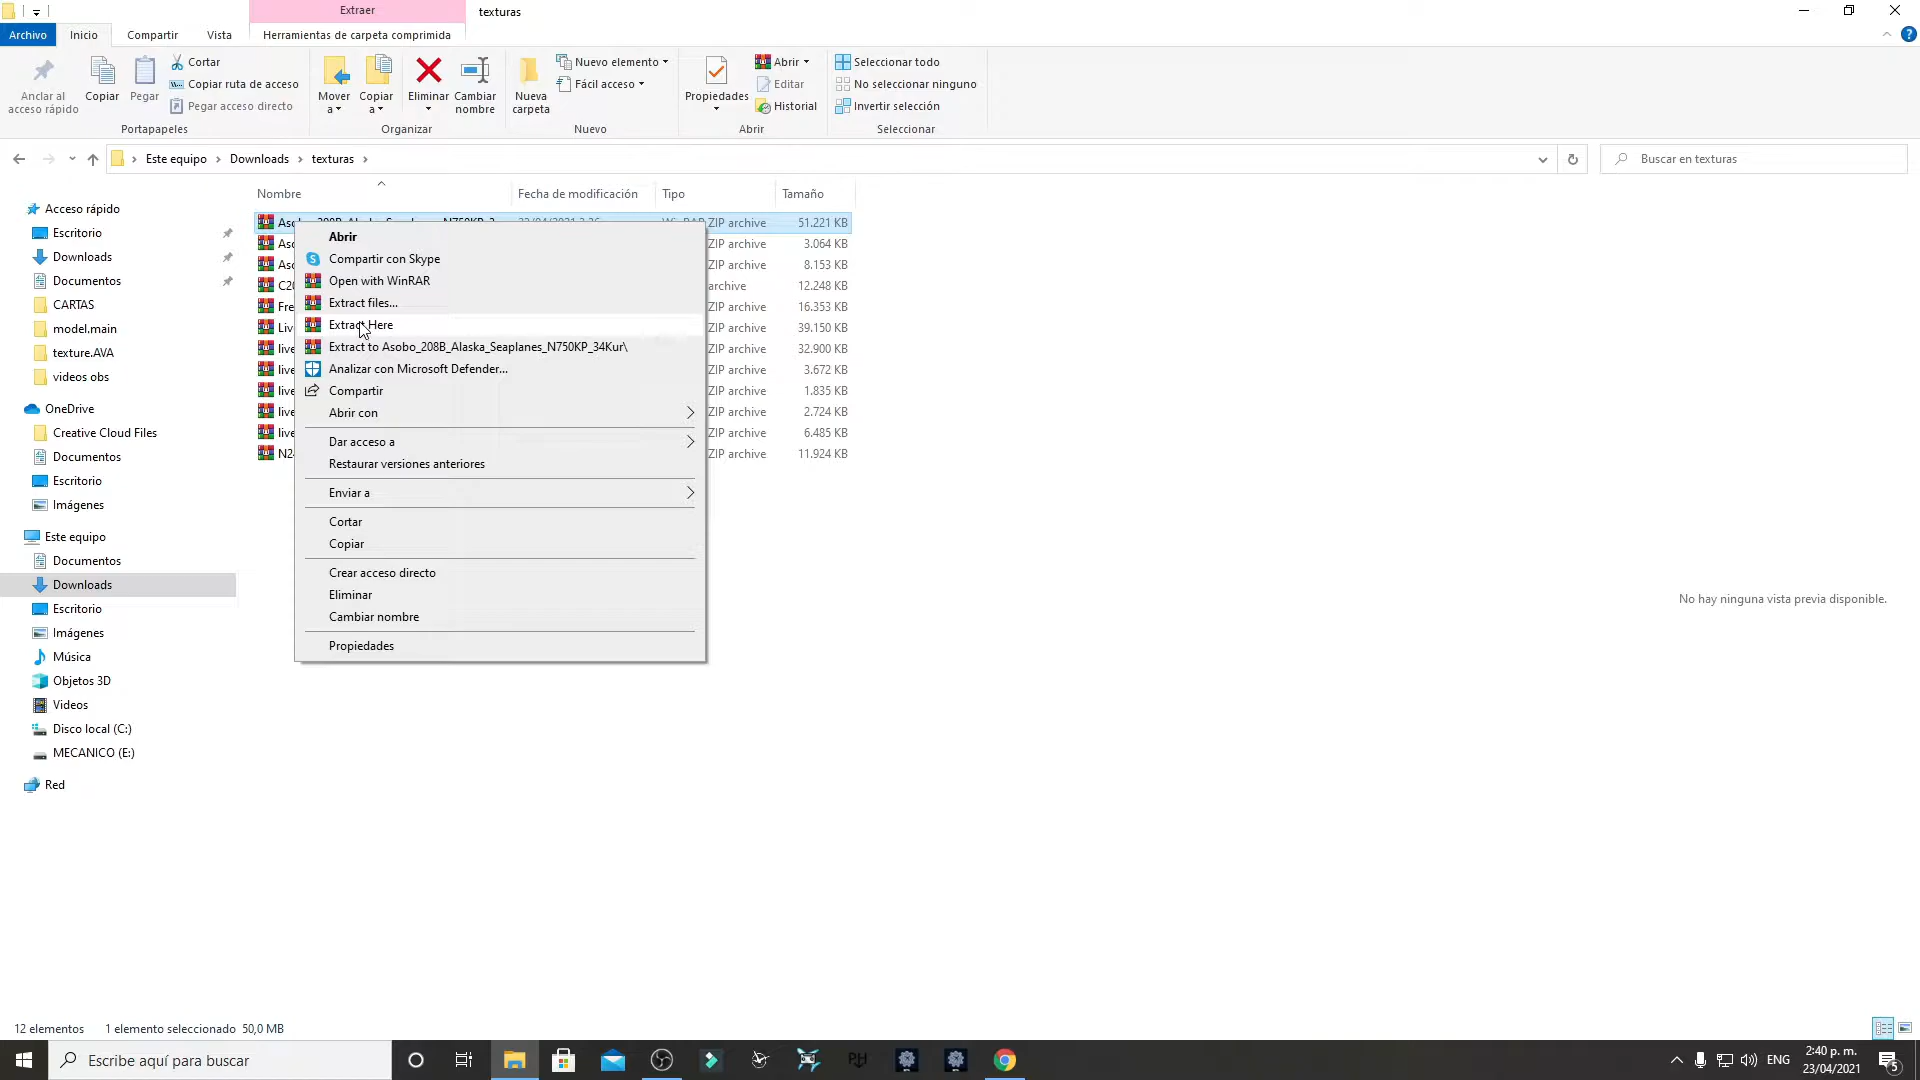 Extraer
texturas
Archivo
Inicio
Compartir
Vista
Herramientas de carpeta comprimida
Anclar al
acceso rápido
Copiar
Pegar
Cortar
Copiar ruta de acceso
Pegar acceso directo
Portapapeles
Mover
a
Copiar
a
Eliminar
Cambiar
nombre
Organizar
Nueva
carpeta
Nuevo elemento
Fácil acceso
Nuevo
Propiedades
Abrir
Editar
Historial
Abrir
Seleccionar todo
No seleccionar ninguno
Invertir selección
Seleccionar
Este equipo > Downloads > texturas >
Buscar en texturas
Nombre
Fecha de modificación
Tipo
Tamaño
ZIP archive 51.221 KB
ZIP archive 3.064 KB
ZIP archive 8.153 KB
archive 12.248 KB
ZIP archive 16.353 KB
ZIP archive 39.150 KB
ZIP archive 32.900 KB
ZIP archive 3.672 KB
ZIP archive 1.835 KB
ZIP archive 2.724 KB
ZIP archive 6.485 KB
ZIP archive 11.924 KB
Abrir
Compartir con Skype
Open with WinRAR
Extract files...
Extract Here
Extract to Asobo_208B_Alaska_Seaplanes_N750KP_34Kur\
Analizar con Microsoft Defender...
Compartir
Abrir con
Dar acceso a
Restaurar versiones anteriores
Enviar a
Cortar
Copiar
Crear acceso directo
Eliminar
Cambiar nombre
Propiedades
Acceso rápido
Escritorio
Downloads
Documentos
CARTAS
model.main
texture.AVA
videos obs
OneDrive
Creative Cloud Files
Documentos
Escritorio
Imágenes
Este equipo
Documentos
Downloads
Escritorio
Imágenes
Música
Objetos 3D
Videos
Disco local (C:)
MECANICO (E:)
Red
No hay ninguna vista previa disponible.
12 elementos
1 elemento seleccionado 50,0 MB
Escribe aquí para buscar
ENG
2:40 p. m.
23/04/2021
5